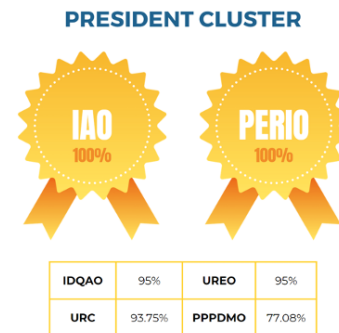 PRESIDENT CLUSTER
IAO PERIO
100% 100%
IDQAO 95% UREO 95%
URC 93.75% PPPDMO 77.08%